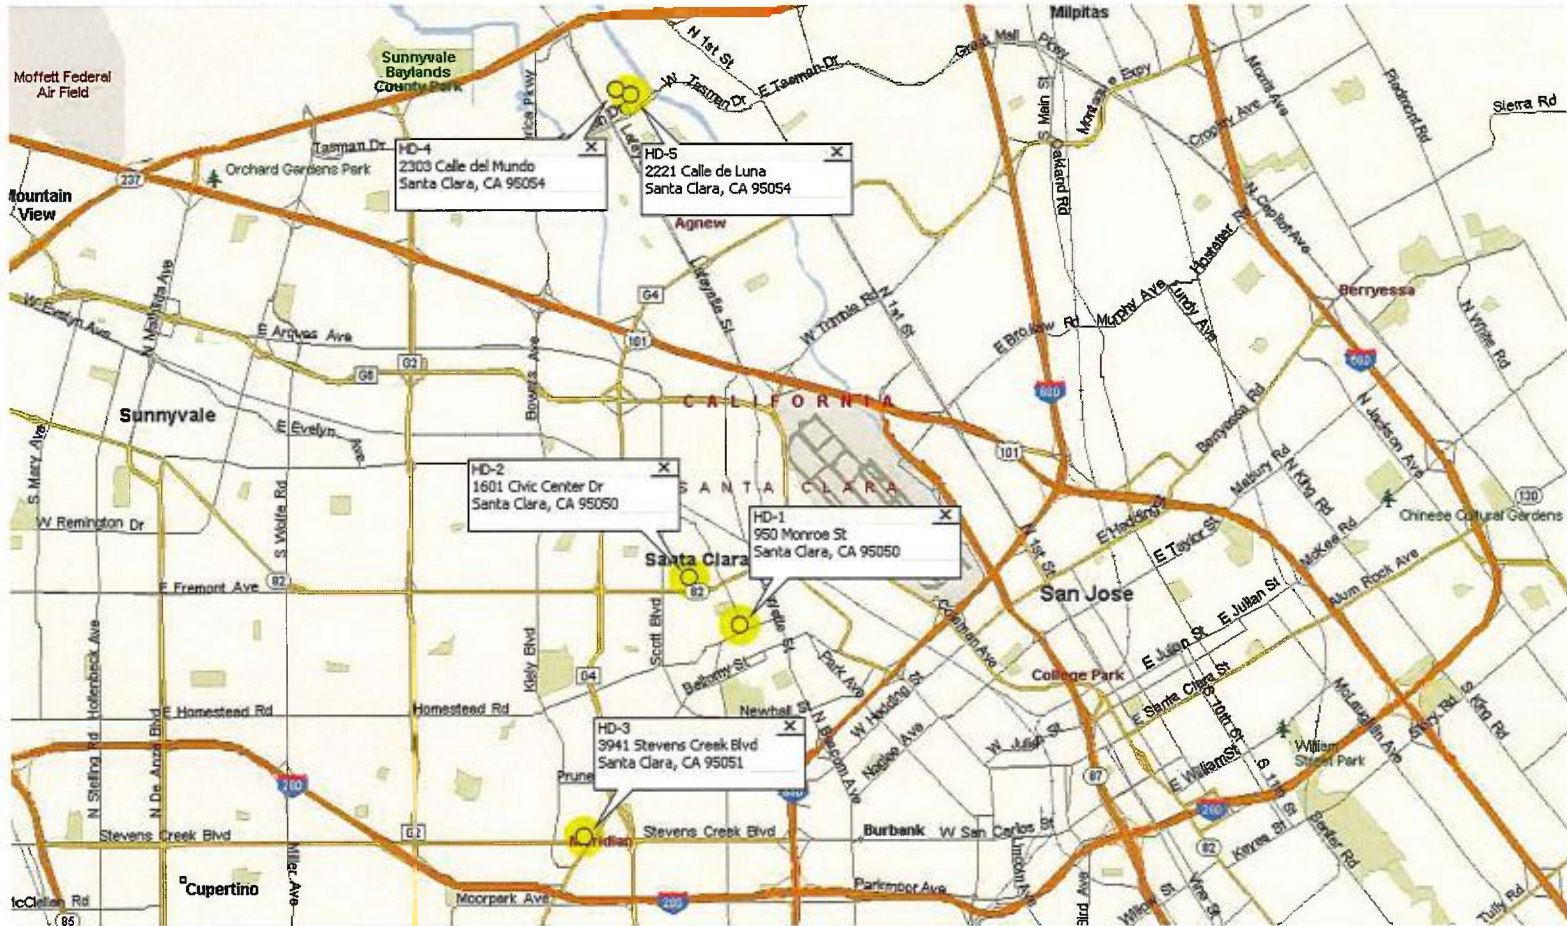 Milpitas
Moffett Federal
Air Field
Sunnyvale
Baylands
County Park
N 1st St
W Tasman Dr
E Tasman Dr
Great Mall Pkwy
S Main St
Montague Expy
Morris Ave
Cropley Ave
Piedmont Rd
Sierra Rd
Tasman Dr
Orchard Gardens Park
237
Mountain
View
HD-4
2303 Calle del Mundo
Santa Clara, CA 95054
HD-5
2221 Calle de Luna
Santa Clara, CA 95054
Agnew
Oakland Rd
N Capitol Ave
Hostetter Rd
Murphy Ave
Lundy Ave
Berryessa
N White Rd
W Evelyn Ave
N Mathilda Ave
E Arques Ave
G4
Lafayette St
W Trimble Rd
N 1st St
E Brokaw Rd
101
G2
G6
Bowers Ave
680
880
CALIFORNIA
Sunnyvale
E Evelyn Ave
S Mary Ave
Berryessa Rd
N Jackson Ave
101
HD-2
1601 Civic Center Dr
Santa Clara, CA 95050
SANTA CLARA
HD-1
950 Monroe St
Santa Clara, CA 95050
Mabury Rd
N King Rd
McKee Rd
130
Chinese Cultural Gardens
W Remington Dr
S Wolfe Rd
N 1st St
E Hedding St
E Taylor St
Alum Rock Ave
Santa Clara
82
E Fremont Ave
82
San Jose
E Julian St
Coleman Ave
Scott Blvd
Kiely Blvd
Bellomy St
Park Ave
College Park
E Julian St
Santa Clara St
S 10th St
Hollenbeck Ave
G4
E Homestead Rd
Homestead Rd
Newhall St
N Bascom Ave
W Hedding St
Naglee Ave
W Julian St
McLaughlin Ave
Story Rd
S King Rd
William
Street Park
E William St
S 11th St
HD-3
3941 Stevens Creek Blvd
Santa Clara, CA 95051
Prune
N Stelling Rd
N De Anza Blvd
280
880
87
280
Stevens Creek Blvd
G2
Meridian
Stevens Creek Blvd
Burbank
W San Carlos St
82
Keyes St
Senter Rd
Cupertino
Miller Ave
McClellan Rd
85
Moorpark Ave
280
Parkmoor Ave
Lincoln Ave
Bird Ave
Willow St
Vine St
Tully Rd